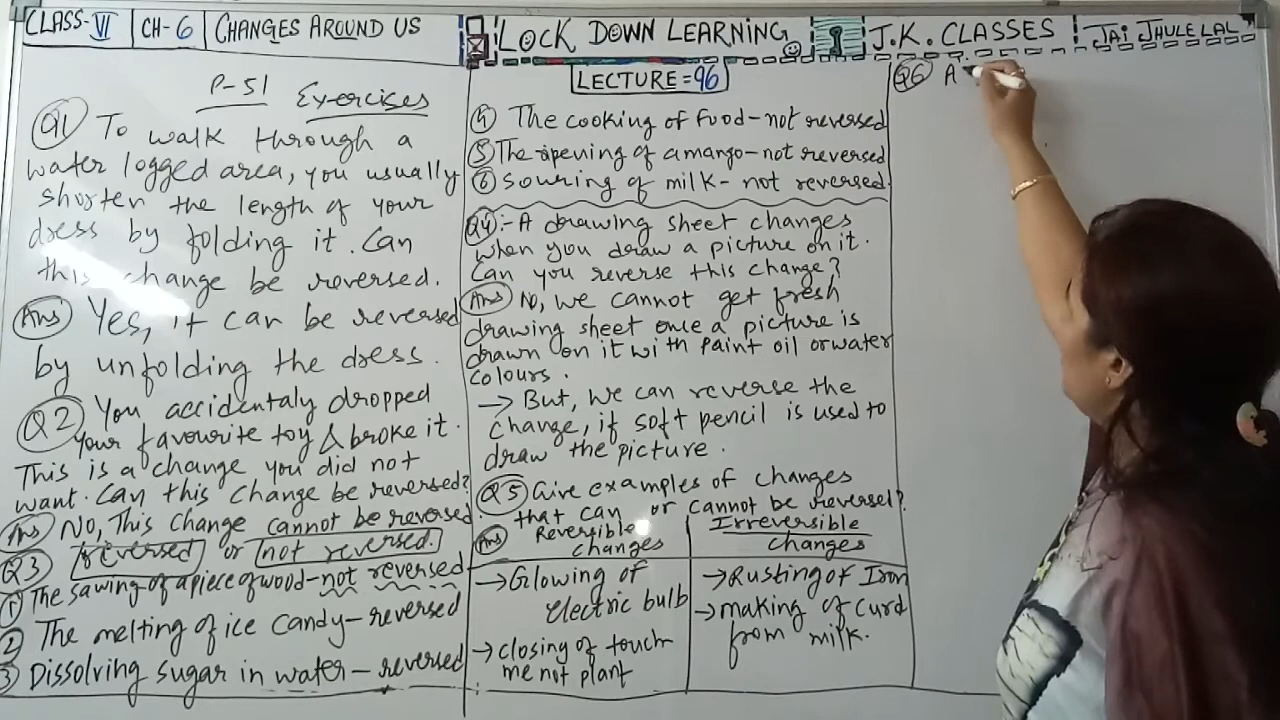 CLASS-VI CH-6 CHANGES AROUND US
LOCK DOWN LEARNING
J.K. CLASSES
JAI JHULELAL
LECTURE=96
P-51 Exercises
Q1 To walk through a
water logged area, you usually
shorten the length of your
dress by folding it. Can
this change be reversed.
Ans Yes, it can be reversed
by unfolding the dress.
Q2 You accidentaly dropped
your favourite toy & broke it.
This is a change you did not
want. Can this change be reversed?
Ans No, This change cannot be reversed.
Q3 reversed or not reversed.
① The sawing of a piece of wood-not reversed
② The melting of ice candy-reversed
③ Dissolving sugar in water-reversed
④ The cooking of food-not reversed
⑤ The ripening of a mango-not reversed
⑥ Souring of milk-not reversed.
Q4:- A drawing sheet changes
when you draw a picture on it.
Can you reverse this change?
Ans No, we cannot get fresh
drawing sheet once a picture is
drawn on it with paint oil or water
colours.
→ But, we can reverse the
change, if soft pencil is used to
draw the picture.
Q5 Give examples of changes
that can or cannot be reversel?
Ans Reversible changes
→ Glowing of
Electric bulb
→ closing of touch
me not plant
Irreversible
changes
→ Rusting of Iron
→ making of curd
from milk.
Q6 A